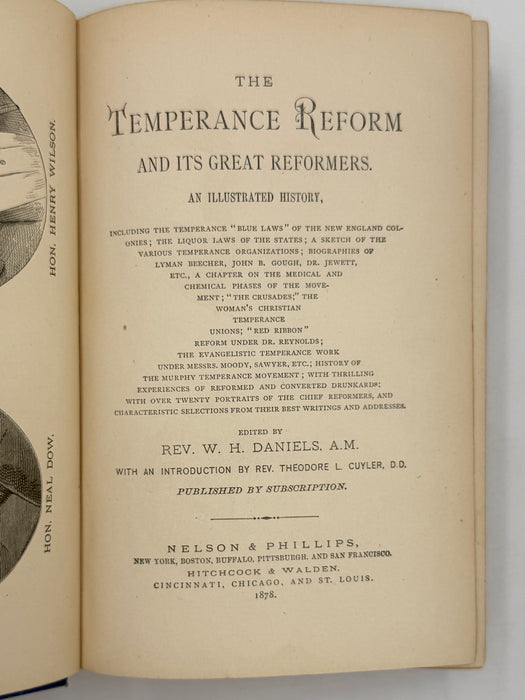 HON. HENRY WILSON.
HON. NEAL DOW.
THE
TEMPERANCE REFORM
AND ITS GREAT REFORMERS.
AN ILLUSTRATED HISTORY,
INCLUDING THE TEMPERANCE "BLUE LAWS" OF THE NEW ENGLAND COL-
ONIES; THE LIQUOR LAWS OF THE STATES; A SKETCH OF THE
VARIOUS TEMPERANCE ORGANIZATIONS; BIOGRAPHIES OF
LYMAN BEECHER, JOHN B. GOUGH, DR. JEWETT,
ETC., A CHAPTER ON THE MEDICAL AND
CHEMICAL PHASES OF THE MOVE-
MENT; "THE CRUSADES;" THE
WOMAN'S CHRISTIAN
TEMPERANCE
UNIONS; "RED RIBBON"
REFORM UNDER DR. REYNOLDS;
THE EVANGELISTIC TEMPERANCE WORK
UNDER MESSRS. MOODY, SAWYER, ETC.; HISTORY OF
THE MURPHY TEMPERANCE MOVEMENT; WITH THRILLING
EXPERIENCES OF REFORMED AND CONVERTED DRUNKARDS;
WITH OVER TWENTY PORTRAITS OF THE CHIEF REFORMERS, AND
CHARACTERISTIC SELECTIONS FROM THEIR BEST WRITINGS AND ADDRESSES.
EDITED BY
REV. W. H. DANIELS, A.M.
WITH AN INTRODUCTION BY REV. THEODORE L. CUYLER, D.D.
PUBLISHED BY SUBSCRIPTION.
NELSON & PHILLIPS,
NEW YORK, BOSTON, BUFFALO, PITTSBURGH, AND SAN FRANCISCO.
HITCHCOCK & WALDEN,
CINCINNATI, CHICAGO, AND ST. LOUIS.
1878.